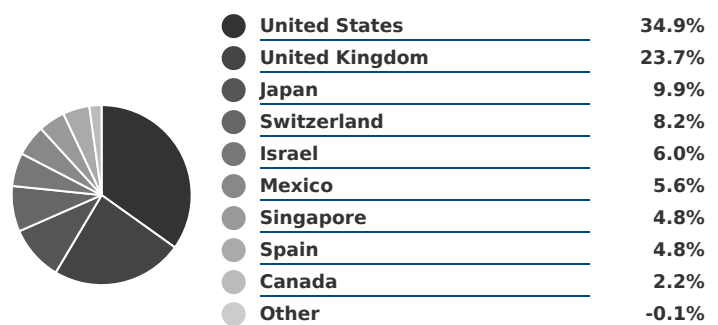 United States 34.9%
United Kingdom 23.7%
Japan 9.9%
Switzerland 8.2%
Israel 6.0%
Mexico 5.6%
Singapore 4.8%
Spain 4.8%
Canada 2.2%
Other -0.1%